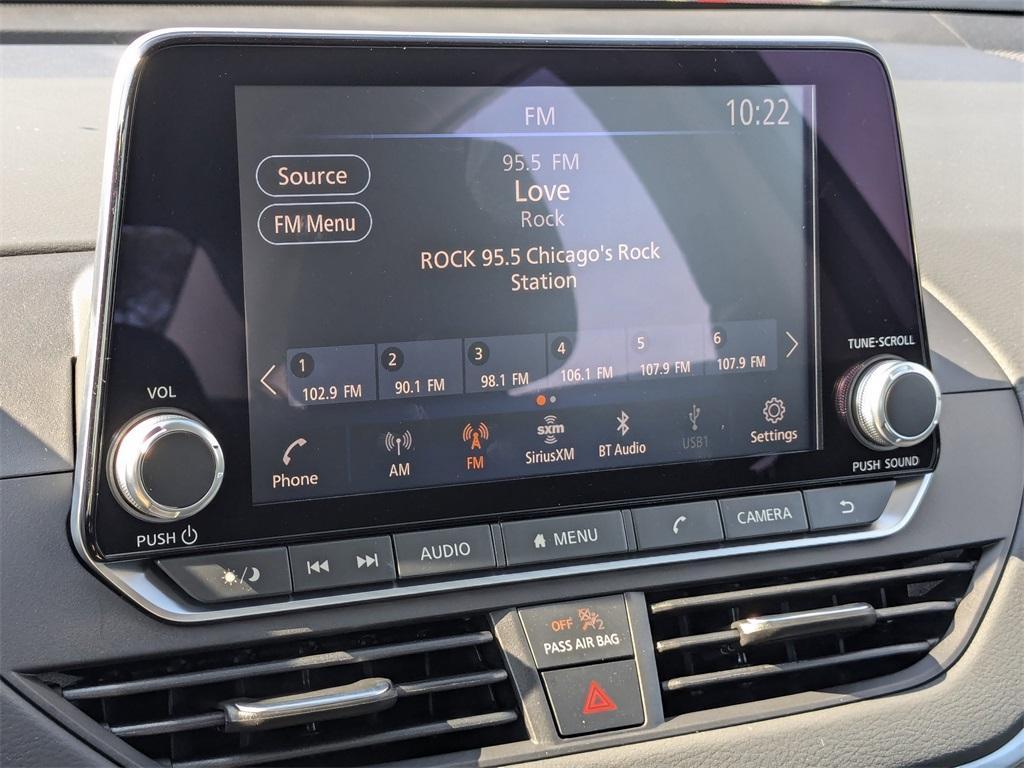 FM
10:22
Source
95.5 FM
Love
FM Menu
Rock
ROCK 95.5 Chicago's Rock
Station
1
102.9 FM
2
90.1 FM
3
98.1 FM
4
106.1 FM
5
107.9 FM
6
107.9 FM
Phone
AM
FM
sxm
SiriusXM
BT Audio
USB1
Settings
VOL
PUSH
TUNE·SCROLL
PUSH SOUND
AUDIO
MENU
CAMERA
OFF
2
PASS AIR BAG